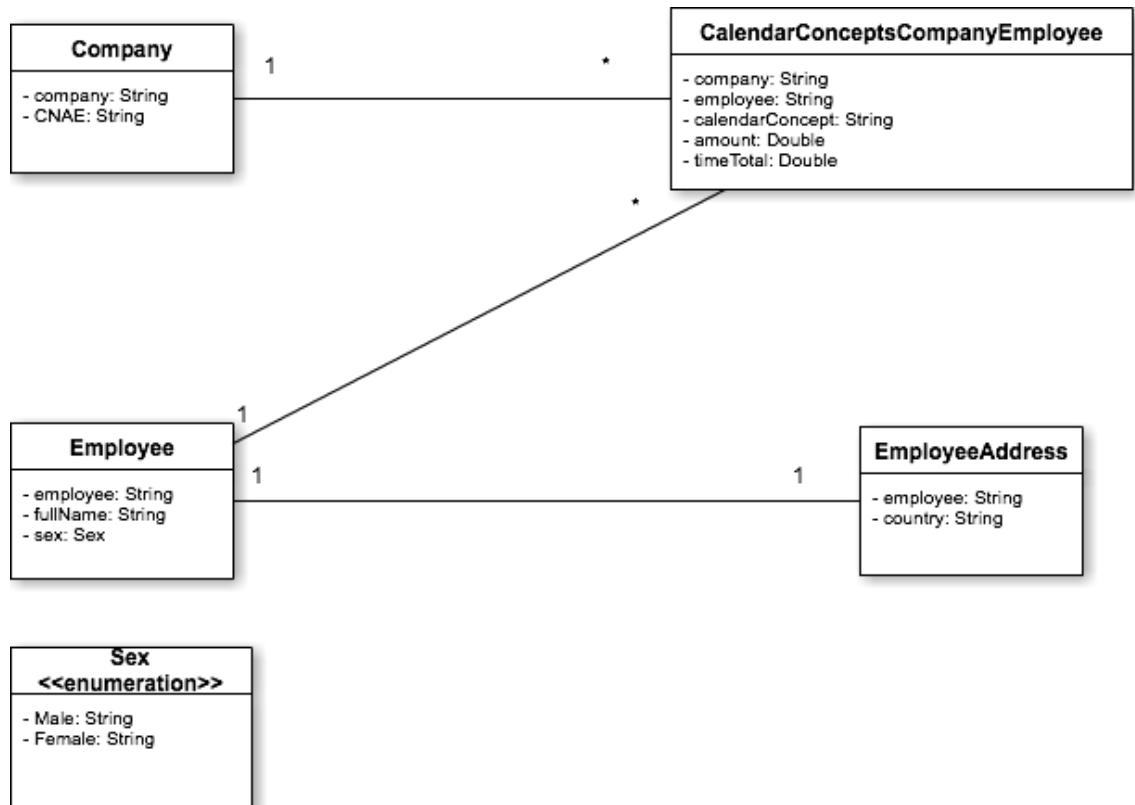 Company
- company: String
- CNAE: String
1
*
CalendarConceptsCompanyEmployee
- company: String
- employee: String
- calendarConcept: String
- amount: Double
- timeTotal: Double
*
1
Employee
- employee: String
- fullName: String
- sex: Sex
1
1
EmployeeAddress
- employee: String
- country: String
Sex
<<enumeration>>
- Male: String
- Female: String